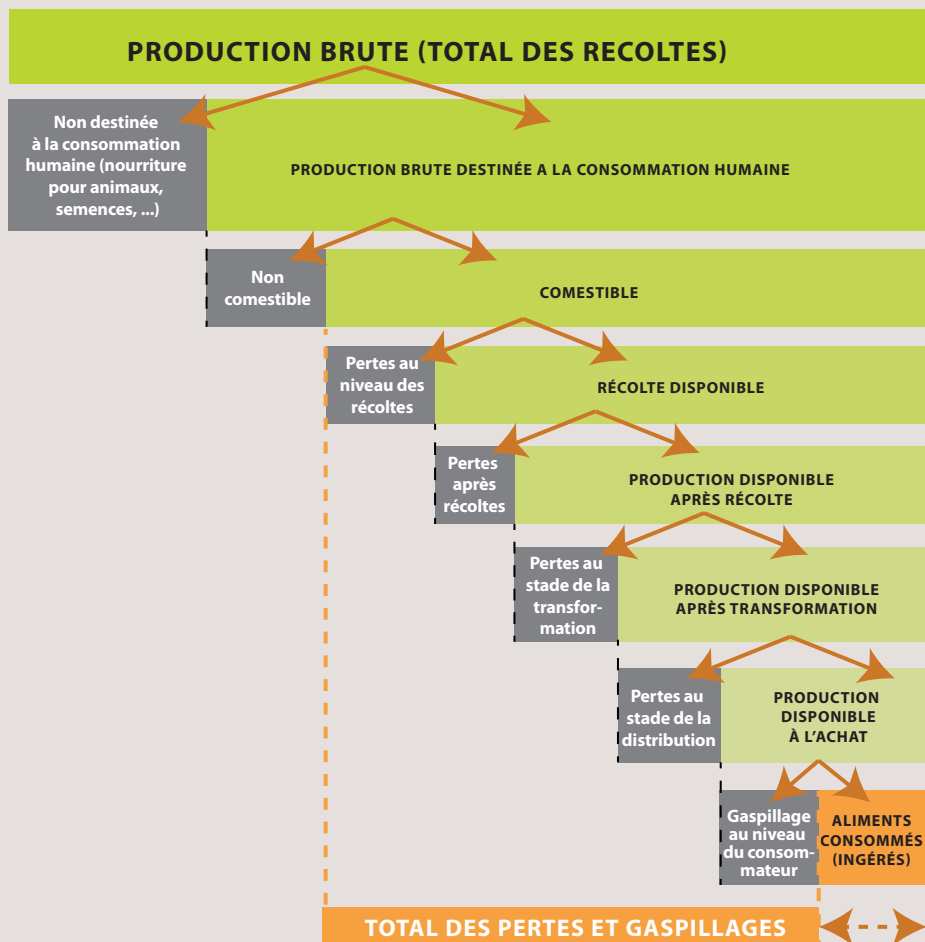 PRODUCTION BRUTE (TOTAL DES RECOLTES)
Non destinée
à la consommation
humaine (nourriture
pour animaux,
semences, ...)
PRODUCTION BRUTE DESTINÉE A LA CONSOMMATION HUMAINE
Non
comestible
COMESTIBLE
Pertes au
niveau des
récoltes
RÉCOLTE DISPONIBLE
Pertes
après
récoltes
PRODUCTION DISPONIBLE
APRÈS RÉCOLTE
Pertes au
stade de la
transfor-
mation
PRODUCTION DISPONIBLE
APRÈS TRANSFORMATION
Pertes au
stade de la
distribution
PRODUCTION
DISPONIBLE
À L’ACHAT
Gaspillage
au niveau
du consom-
mateur
ALIMENTS
CONSOMMÉS
(INGÉRÉS)
TOTAL DES PERTES ET GASPILLAGES